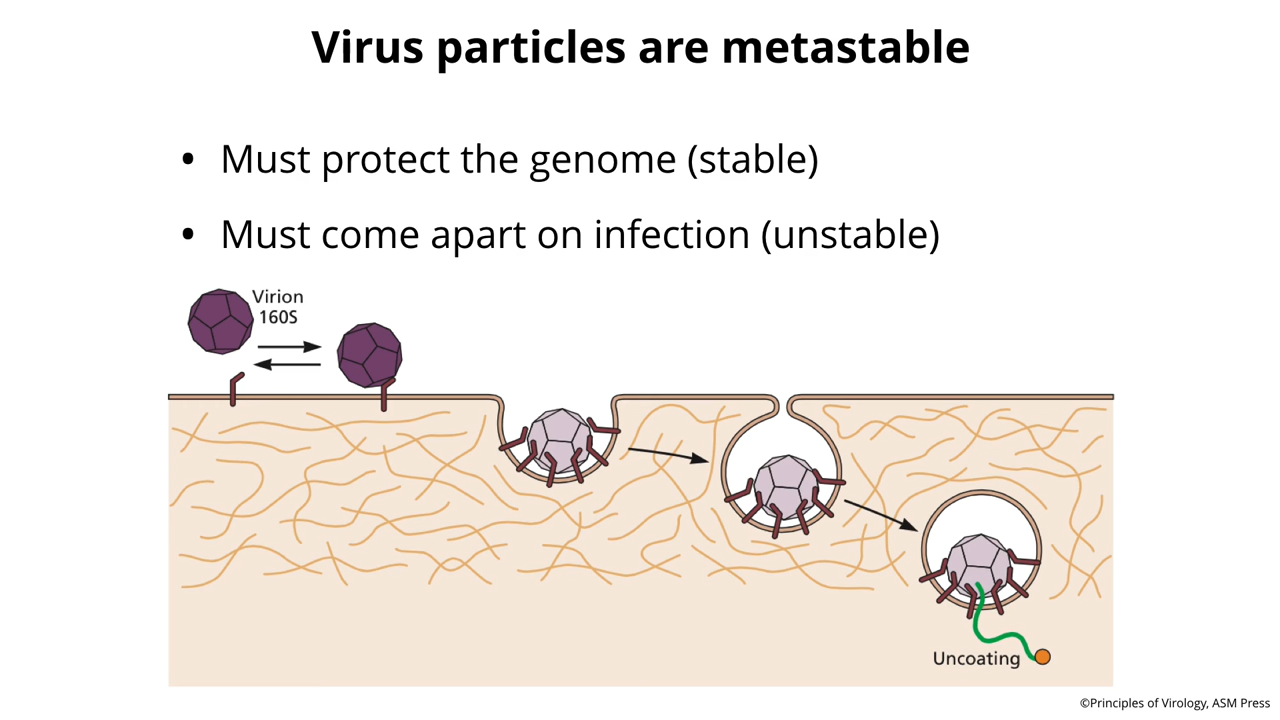 Virus particles are metastable
• Must protect the genome (stable)
• Must come apart on infection (unstable)
Virion
160S
Uncoating
©Principles of Virology, ASM Press